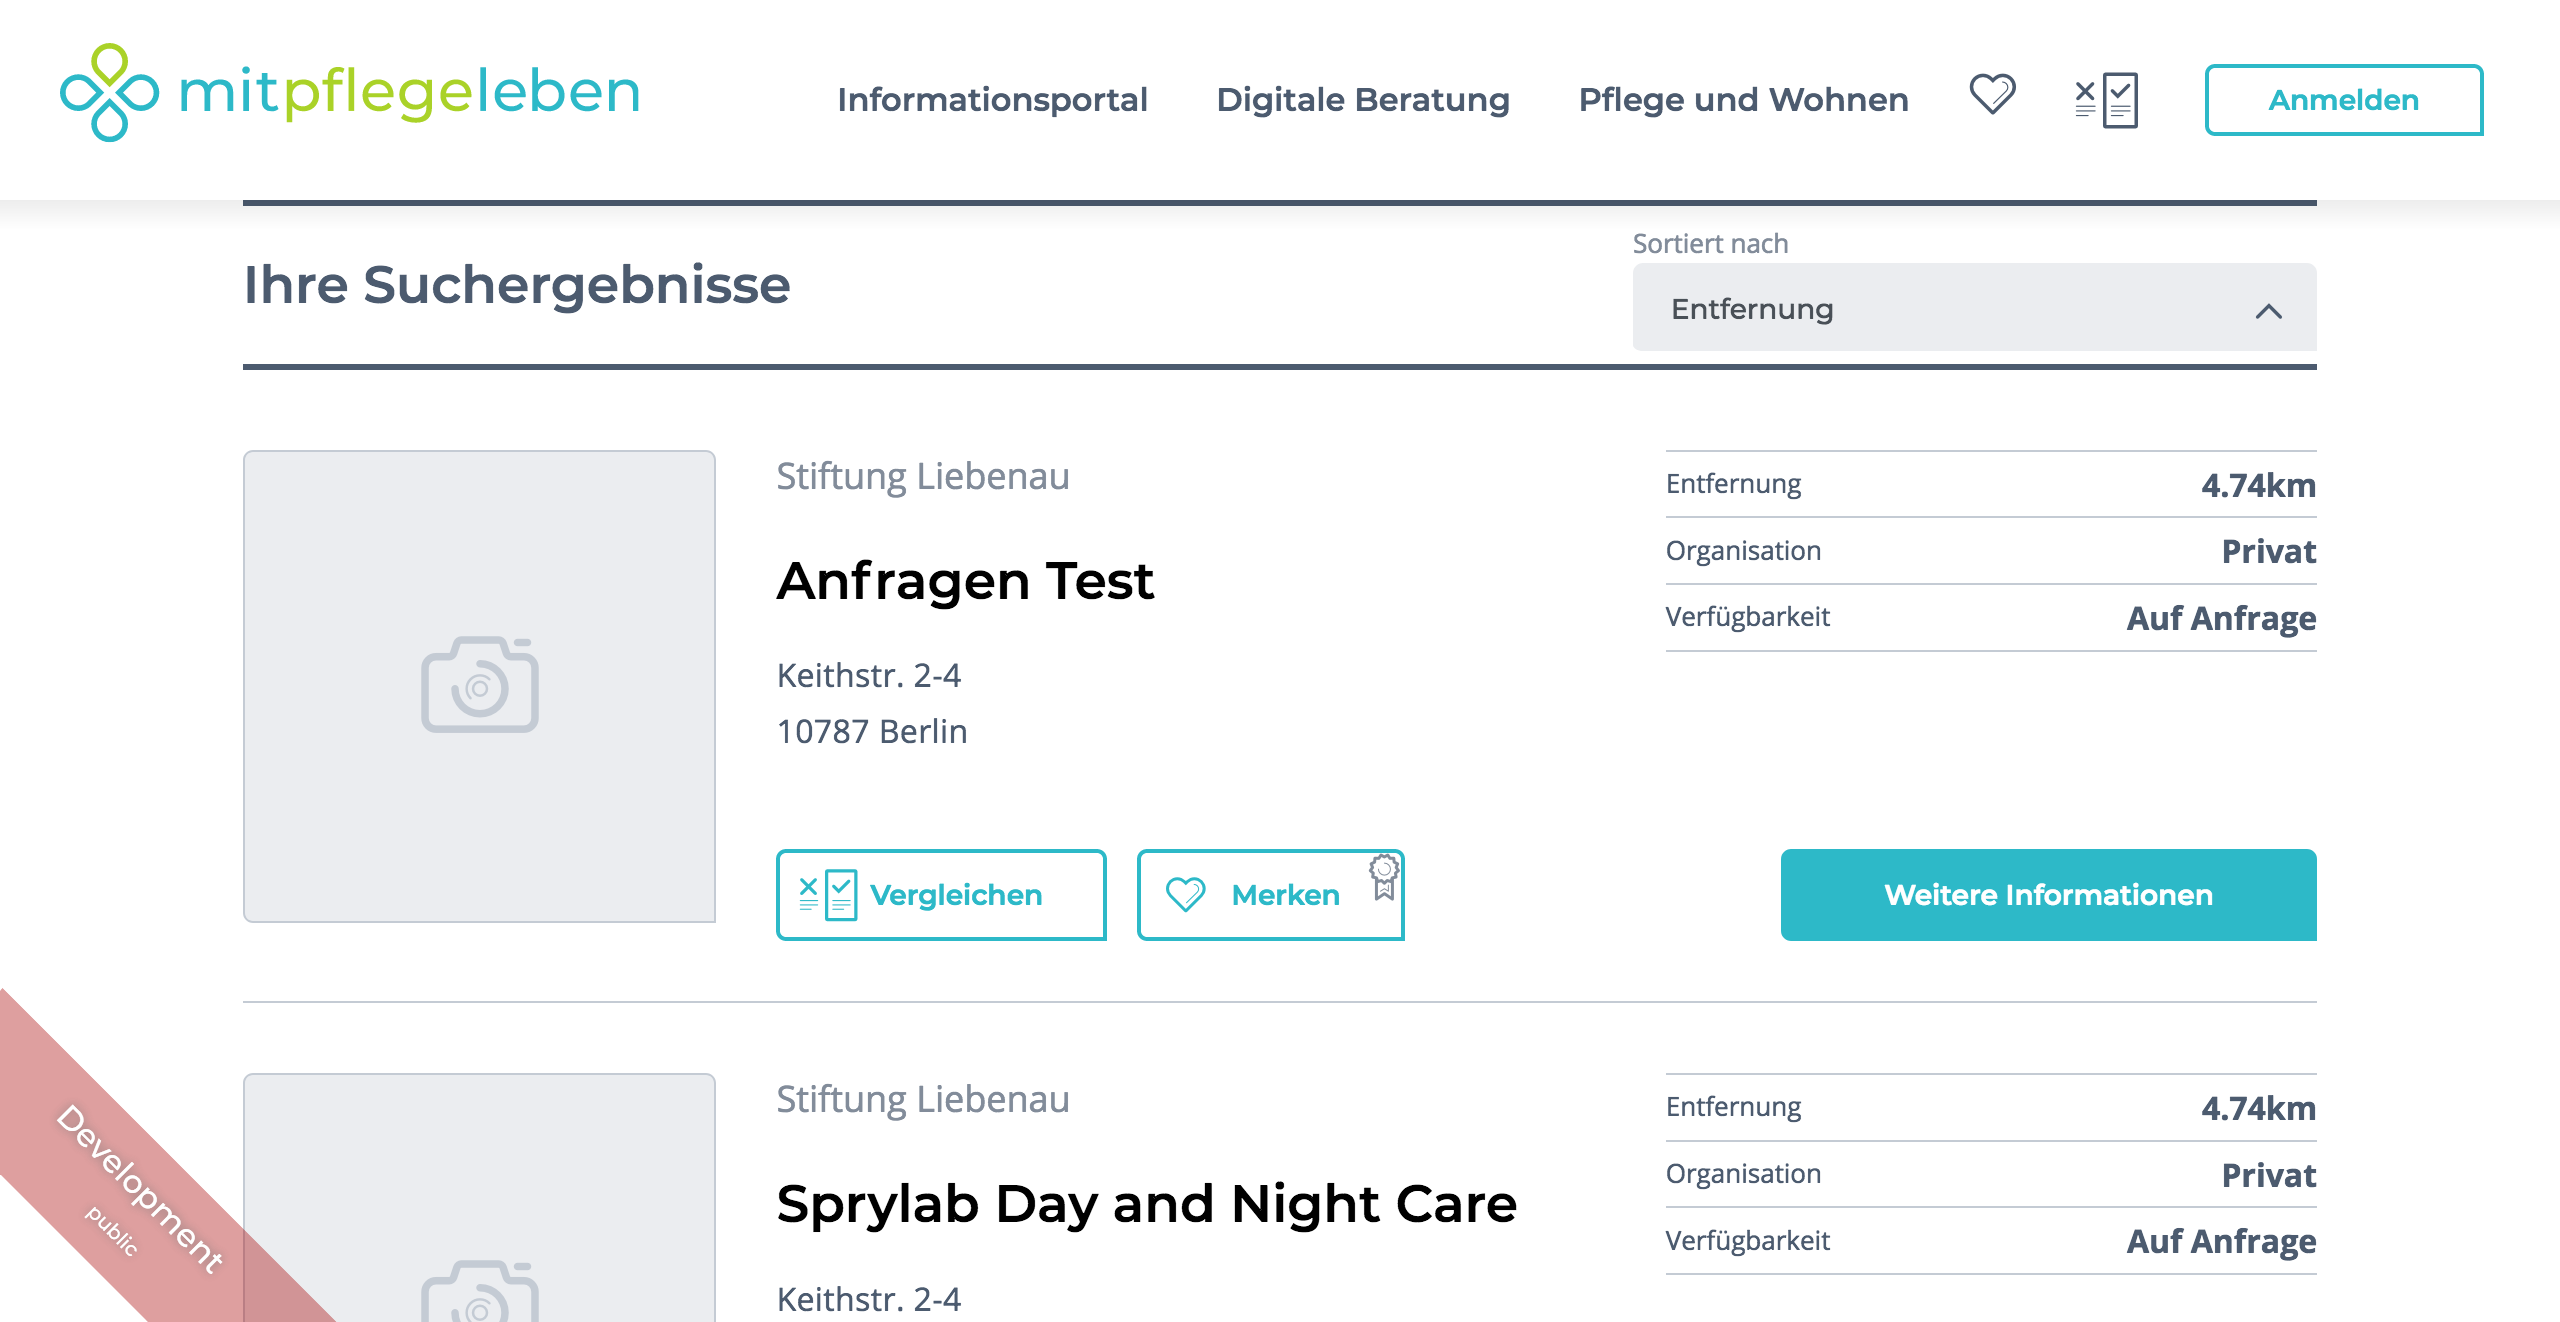 mitpflegeleben
Informationsportal
Digitale Beratung
Pflege und Wohnen
Anmelden
Ihre Suchergebnisse
Sortiert nach
Entfernung
Stiftung Liebenau
Anfragen Test
Keithstr. 2-4
10787 Berlin
Entfernung 4.74km
Organisation Privat
Verfügbarkeit Auf Anfrage
Vergleichen
Merken
Weitere Informationen
Stiftung Liebenau
Sprylab Day and Night Care
Keithstr. 2-4
Entfernung 4.74km
Organisation Privat
Verfügbarkeit Auf Anfrage
Development
public